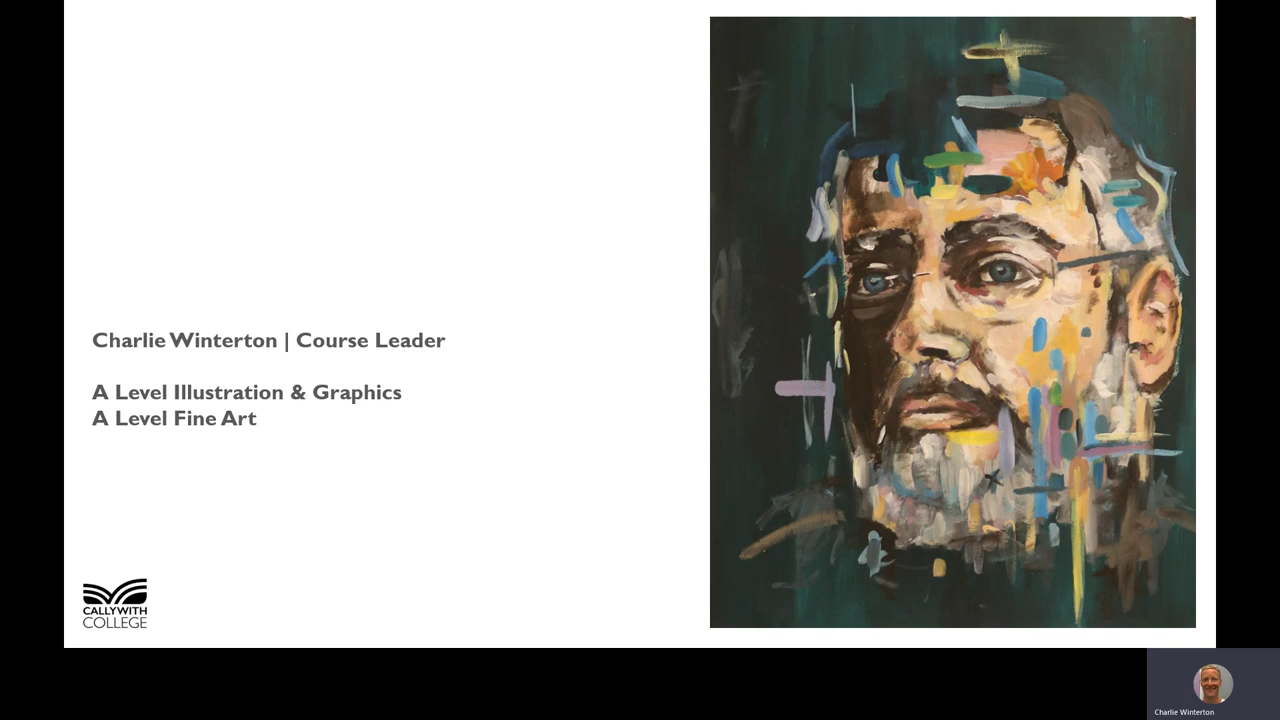 Charlie Winterton | Course Leader
A Level Illustration & Graphics
A Level Fine Art
CALLYWITH
COLLEGE
Charlie Winterton